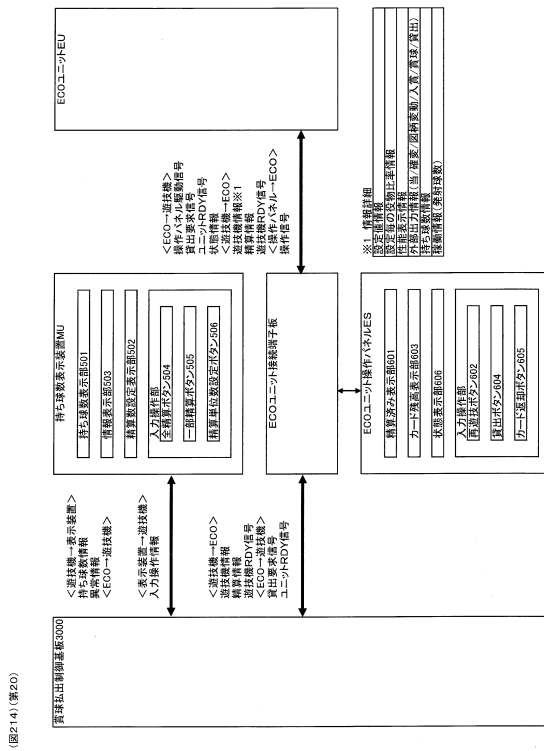 (図214)(第20)
賞球払出制御基板3000
<遊技機→表示装置>
持ち球数情報
異常情報
<ECO→遊技機>
<表示装置→遊技機>
入力操作情報
<遊技機→ECO>
遊技機情報
精算情報
遊技機RDY信号
<ECO→遊技機>
貸出要求信号
ユニットRDY信号
持ち球数表示装置MU
持ち球数表示部501
情報表示部503
精算数設定表示部502
入力操作部
全精算ボタン504
一部精算ボタン505
精算単位数設定ボタン506
ECOユニット接続端子板
ECOユニット操作パネルES
精算済み表示部601
カード残高表示部603
状態表示部606
入力操作部
再遊技ボタン602
貸出ボタン604
カード返却ボタン605
<ECO→遊技機>
操作パネル駆動信号
貸出要求信号
ユニットRDY信号
状態情報
<遊技機→ECO>
遊技機情報※1
精算情報
遊技機RDY信号
<操作パネル→ECO>
操作信号
ECOユニットEU
※1 情報詳細
設定値情報
設定毎の役物比率情報
性能表示情報
外部出力情報(当/確変/図柄変動/入賞/賞球/貸出)
持ち球数情報
稼働情報(発射球数)